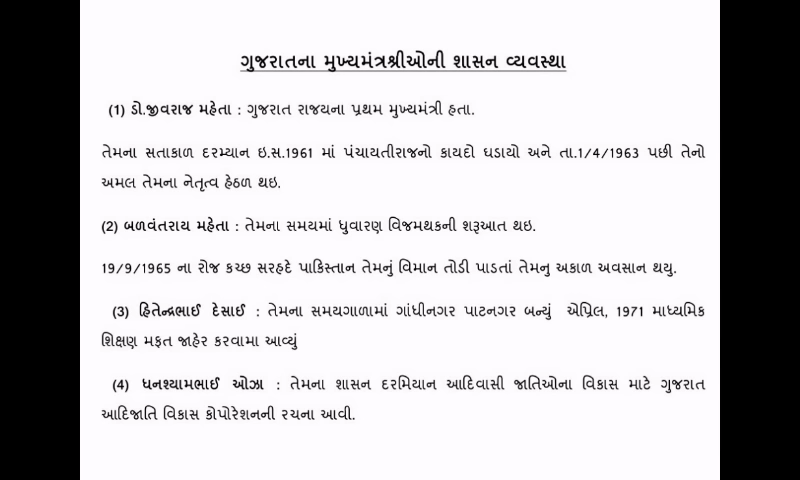 ગુજરાતના મુખ્યમંત્રશ્રીઓની શાસન વ્યવસ્થા
(1) ડો.જીવરાજ મહેતા : ગુજરાત રાજયના પ્રથમ મુખ્યમંત્રી હતા.
તેમના સતાકાળ દરમ્યાન ઇ.સ.1961 માં પંચાયતીરાજનો કાયદો ઘડાયો અને તા.1/4/1963 પછી તેનો
અમલ તેમના નેતૃત્વ હેઠળ થઇ.
(2) બળવંતરાય મહેતા : તેમના સમયમાં ધુવારણ વિજમથકની શરૂઆત થઇ.
19/9/1965 ના રોજ કચ્છ સરહદે પાકિસ્તાન તેમનું વિમાન તોડી પાડતાં તેમનુ અકાળ અવસાન થયુ.
(3) હિતેન્દ્રભાઈ દેસાઈ : તેમના સમયગાળામાં ગાંધીનગર પાટનગર બન્યું એપ્રિલ, 1971 માધ્યમિક
શિક્ષણ મફત જાહેર કરવામા આવ્યું
(4) ધનશ્યામભાઈ ઓઝા : તેમના શાસન દરમિયાન આદિવાસી જાતિઓના વિકાસ માટે ગુજરાત
આદિજાતિ વિકાસ કોપોરેશનની રચના આવી.